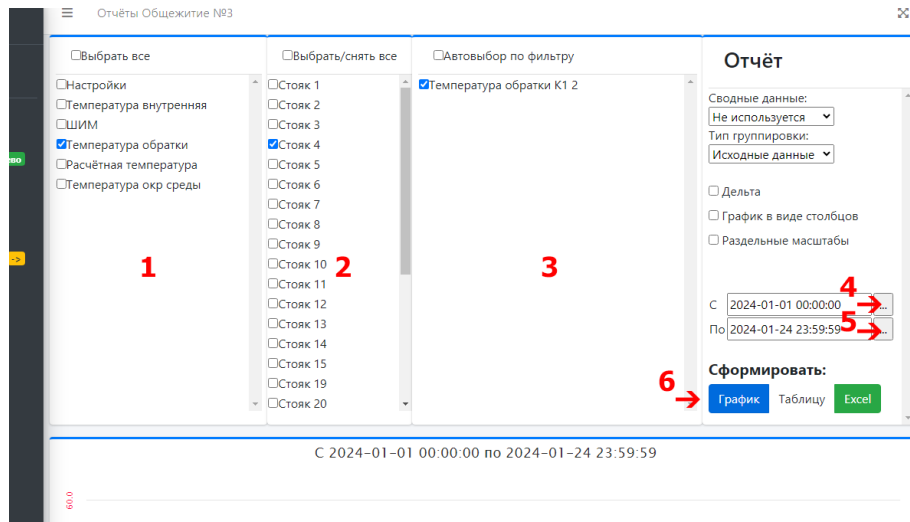 Отчёты Общежитие №3
Выбрать все
Настройки
Температура внутренняя
ШИМ
Температура обратки
Расчётная температура
Температура окр среды
1
Выбрать/снять все
Стояк 1
Стояк 2
Стояк 3
Стояк 4
Стояк 5
Стояк 6
Стояк 7
Стояк 8
Стояк 9
Стояк 10
Стояк 11
Стояк 12
Стояк 13
Стояк 14
Стояк 15
Стояк 19
Стояк 20
2
Автовыбор по фильтру
Температура обратки К1 2
3
Отчёт
Сводные данные:
Не используется
Тип группировки:
Исходные данные
Дельта
График в виде столбцов
Раздельные масштабы
4
С 2024-01-01 00:00:00 ...
5
По 2024-01-24 23:59:59 ...
Сформировать:
6
График Таблицу Excel
->
С 2024-01-01 00:00:00 по 2024-01-24 23:59:59
60.0